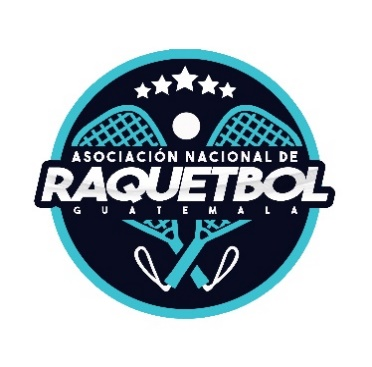 ASOCIACIÓN NACIONAL DE
RAQUETBOL
GUATEMALA